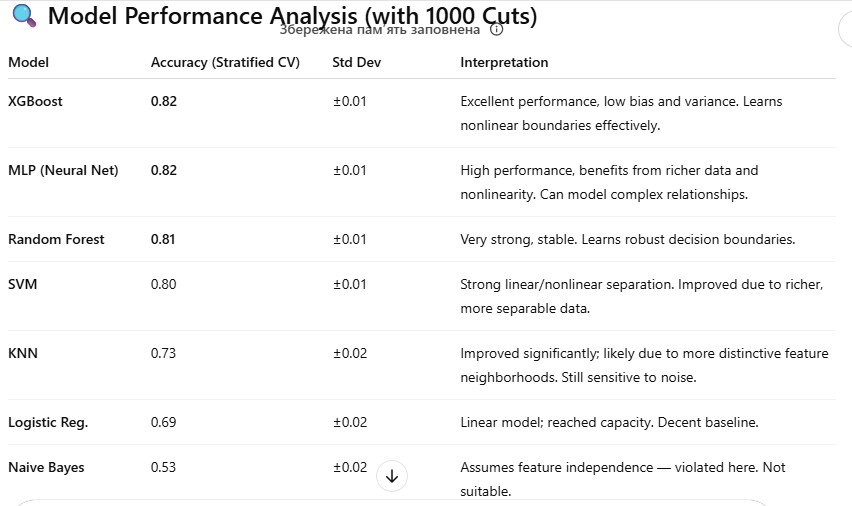 🔍 Model Performance Analysis (with 1000 Cuts)
Збережена пам'ять заповнена
Model Accuracy (Stratified CV) Std Dev Interpretation
XGBoost 0.82 ±0.01 Excellent performance, low bias and variance. Learns
nonlinear boundaries effectively.
MLP (Neural Net) 0.82 ±0.01 High performance, benefits from richer data and
nonlinearity. Can model complex relationships.
Random Forest 0.81 ±0.01 Very strong, stable. Learns robust decision boundaries.
SVM 0.80 ±0.01 Strong linear/nonlinear separation. Improved due to richer,
more separable data.
KNN 0.73 ±0.02 Improved significantly; likely due to more distinctive feature
neighborhoods. Still sensitive to noise.
Logistic Reg. 0.69 ±0.02 Linear model; reached capacity. Decent baseline.
Naive Bayes 0.53 ±0.02 Assumes feature independence — violated here. Not
suitable.